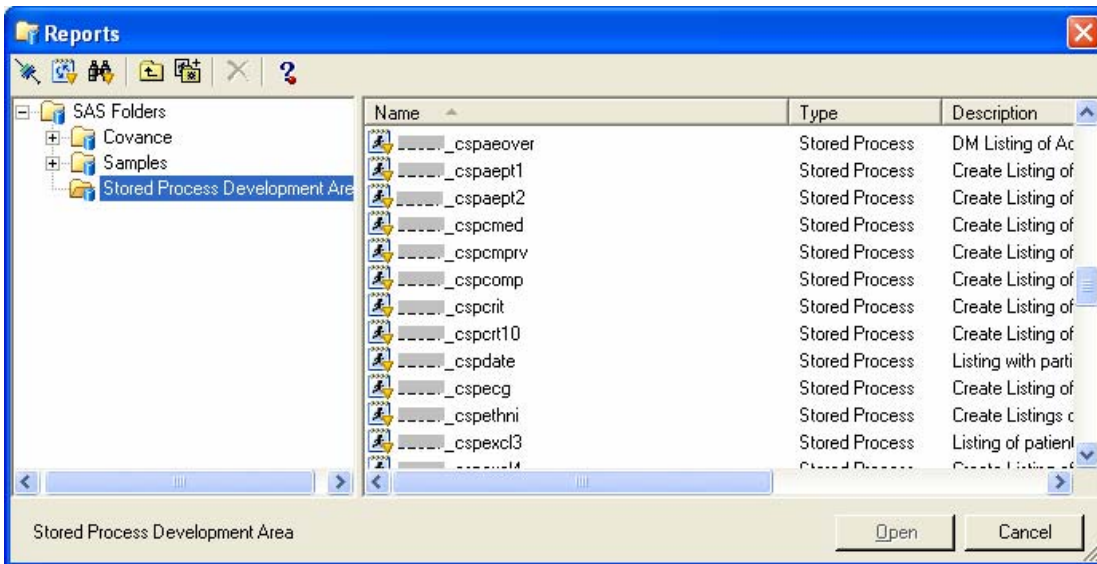 Reports
SAS Folders
Covance
Samples
Stored Process Development Are
Name Type Description
_cspaeover Stored Process DM Listing of Ac
_cspaept1 Stored Process Create Listing of
_cspaept2 Stored Process Create Listing of
_cspcmed Stored Process Create Listing of
_cspcmprv Stored Process Create Listing of
_cspcomp Stored Process Create Listing of
_cspcrit Stored Process Create Listing of
_cspcrt10 Stored Process Create Listing of
_cspdate Stored Process Listing with parti
_cspecg Stored Process Create Listing of
_cspethni Stored Process Create Listings o
_cspexcl3 Stored Process Listing of patient
Stored Process Development Area
Open Cancel